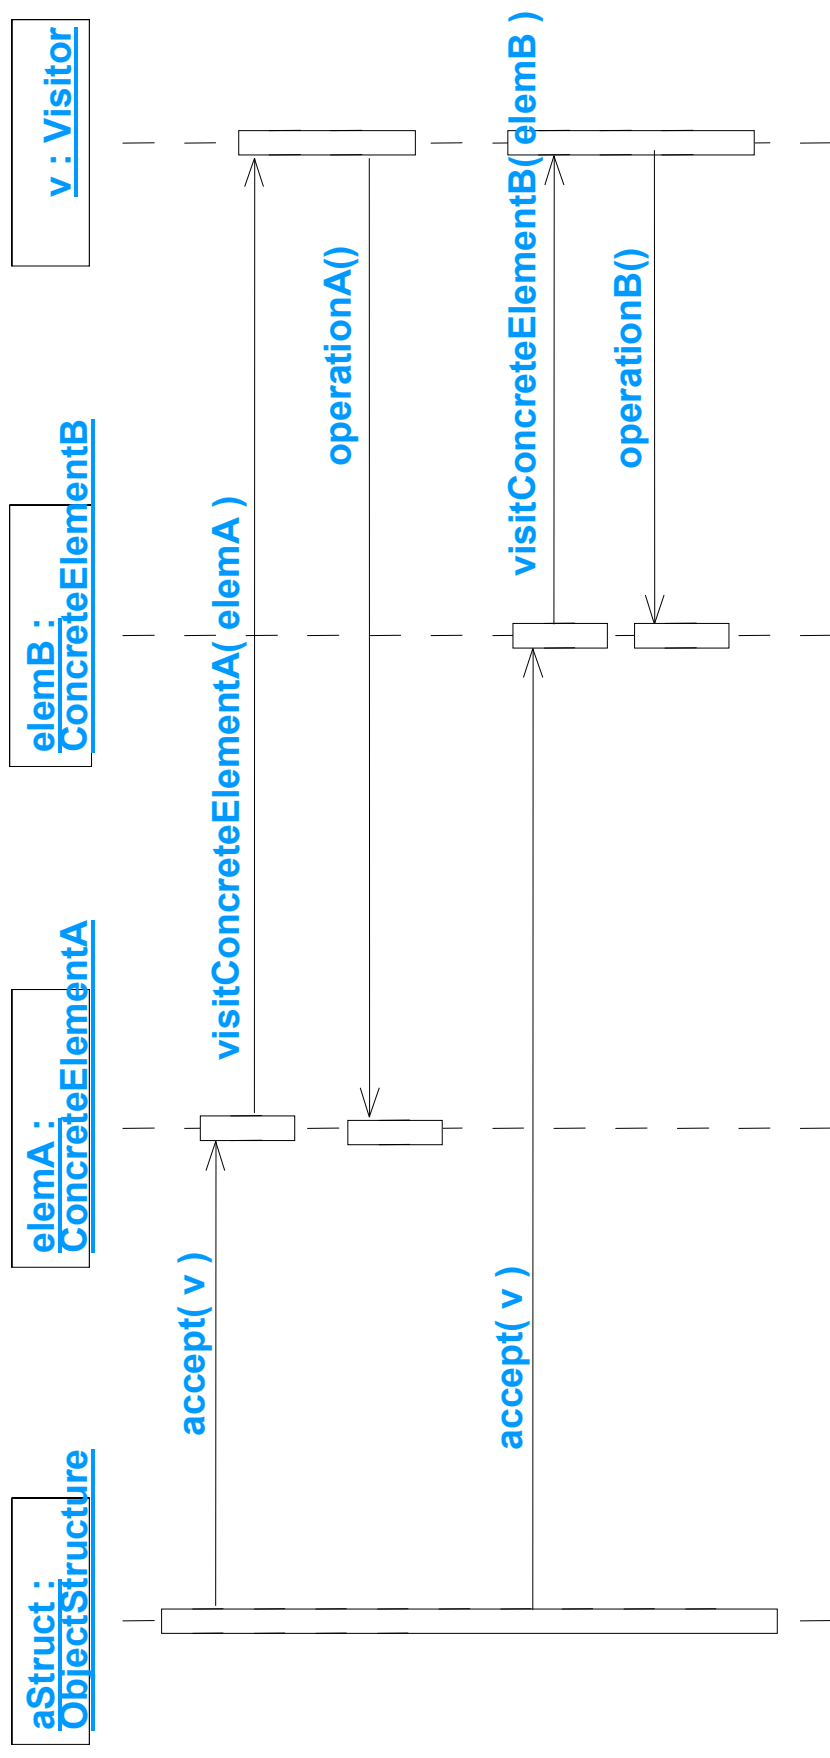 aStruct :
ObjectStructure
elemA :
ConcreteElementA
elemB :
ConcreteElementB
v : Visitor
accept( v )
visitConcreteElementA( elemA )
operationA()
accept( v )
visitConcreteElementB( elemB )
operationB()